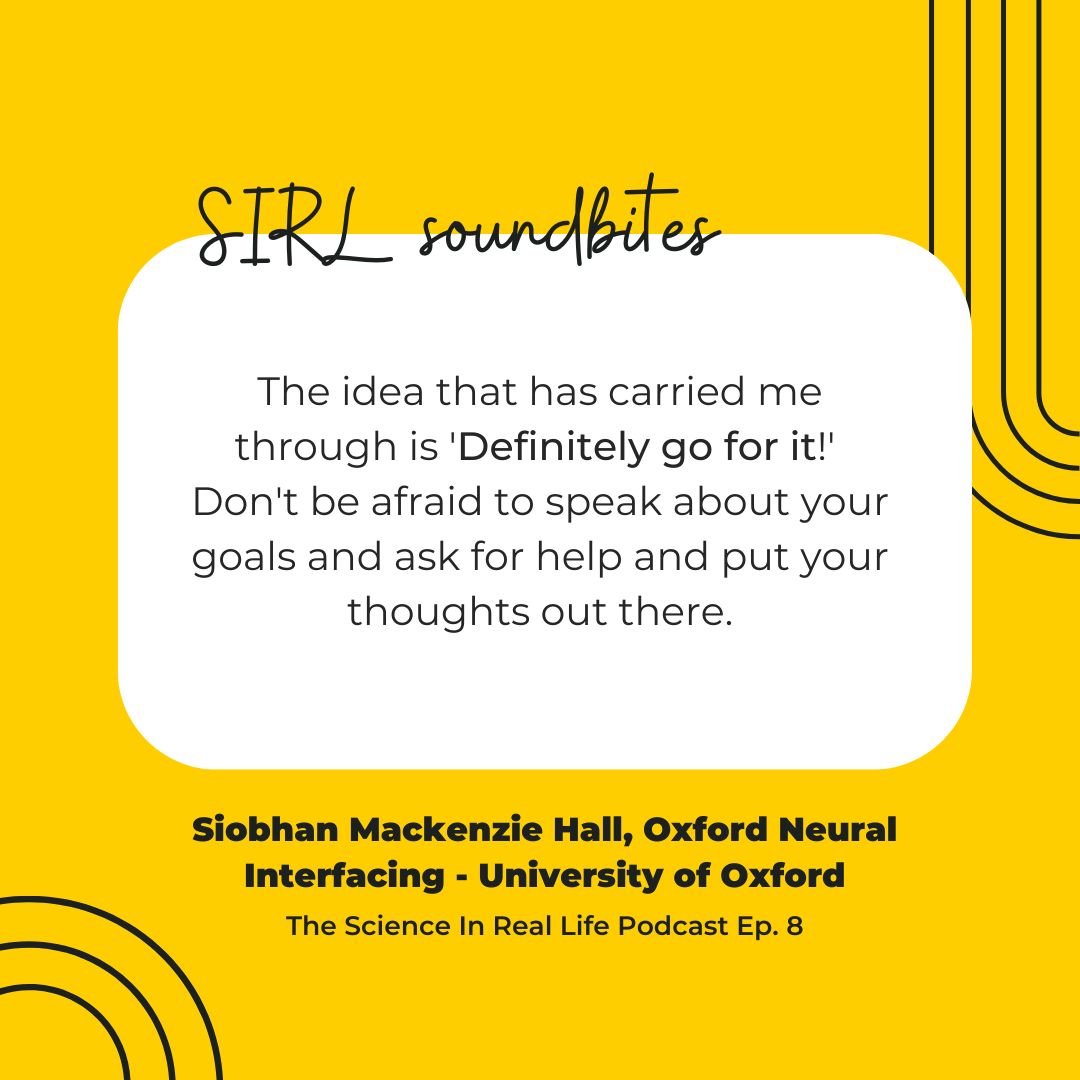 SIRL soundbites
The idea that has carried me
through is 'Definitely go for it!'
Don't be afraid to speak about your
goals and ask for help and put your
thoughts out there.
Siobhan Mackenzie Hall, Oxford Neural
Interfacing - University of Oxford
The Science In Real Life Podcast Ep. 8